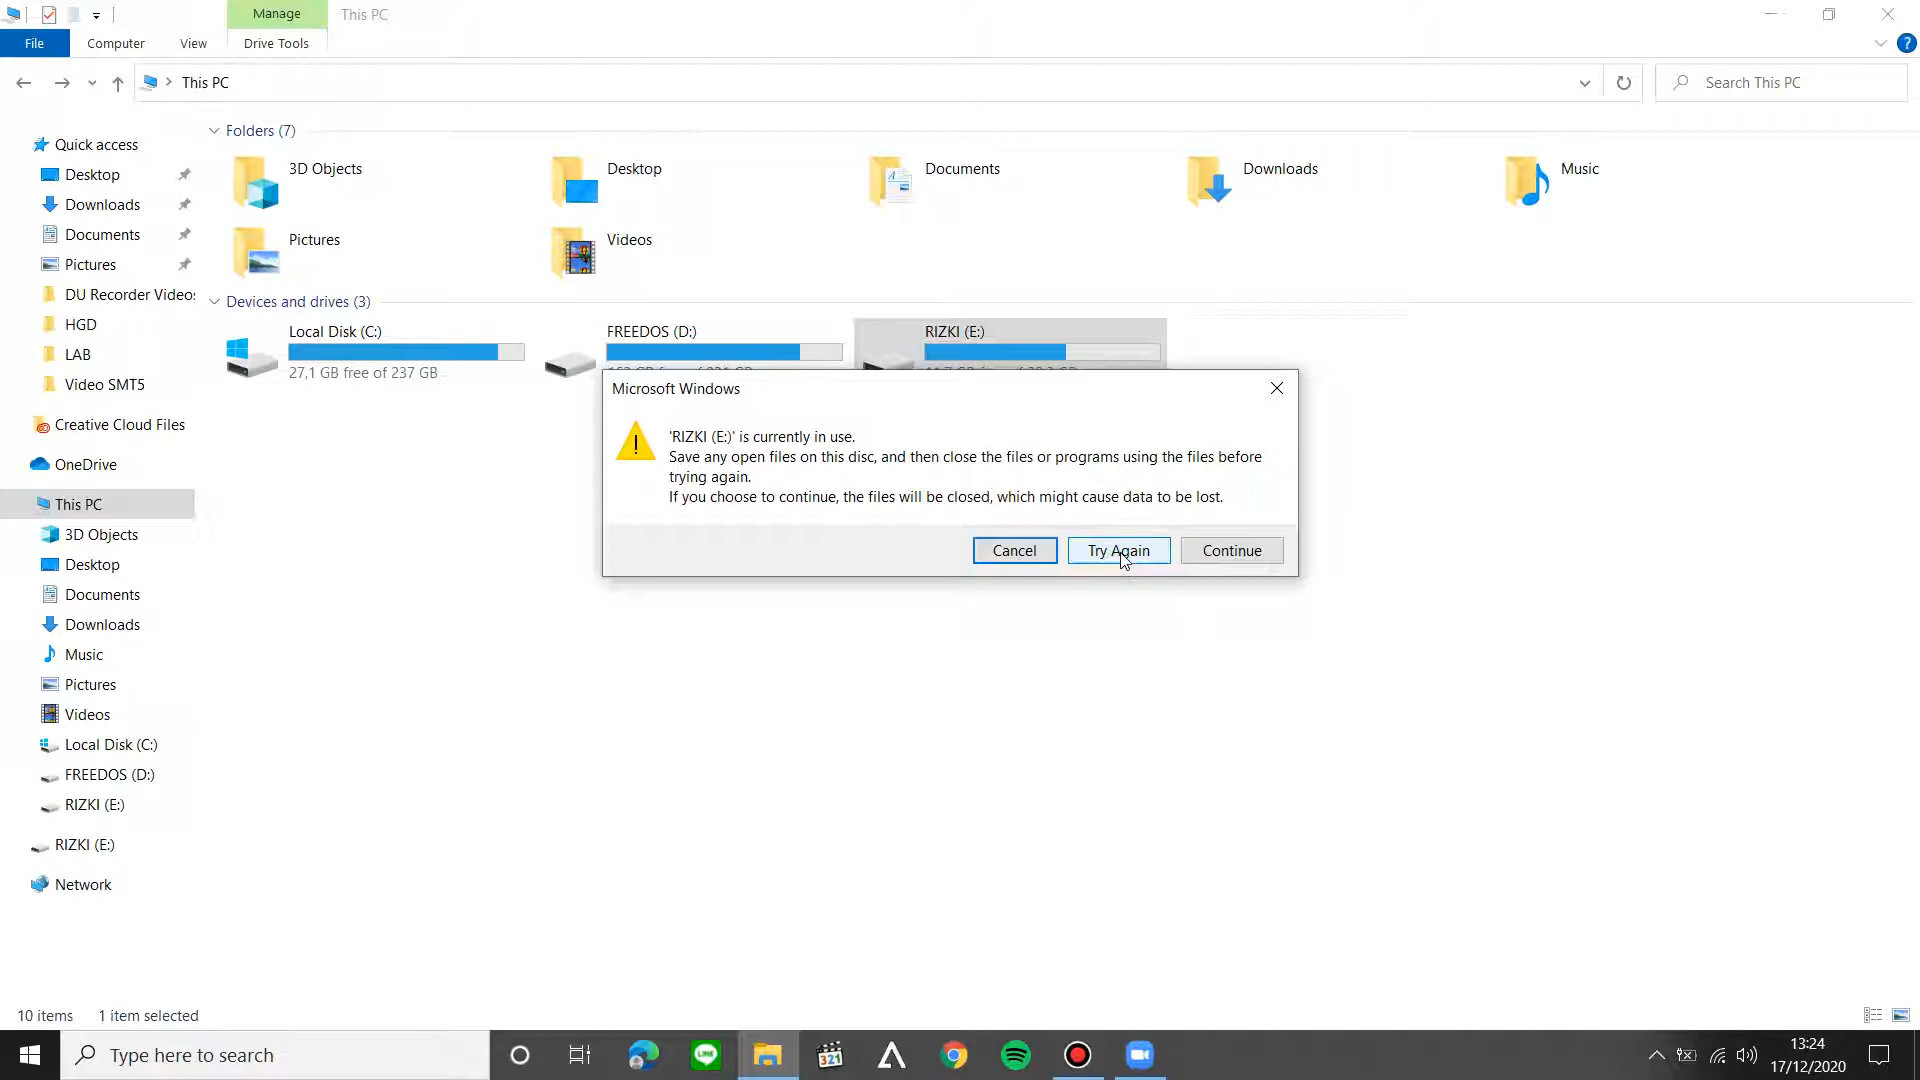 Manage
This PC
File
Computer
View
Drive Tools
This PC
Search This PC
Quick access
Desktop
Downloads
Documents
Pictures
DU Recorder Videos
HGD
LAB
Video SMT5
Creative Cloud Files
OneDrive
This PC
3D Objects
Desktop
Documents
Downloads
Music
Pictures
Videos
Local Disk (C:)
FREEDOS (D:)
RIZKI (E:)
RIZKI (E:)
Network
Folders (7)
3D Objects
Desktop
Documents
Downloads
Music
Pictures
Videos
Devices and drives (3)
Local Disk (C:)
27,1 GB free of 237 GB
FREEDOS (D:)
RIZKI (E:)
Microsoft Windows
'RIZKI (E:)' is currently in use.
Save any open files on this disc, and then close the files or programs using the files before
trying again.
If you choose to continue, the files will be closed, which might cause data to be lost.
Cancel
Try Again
Continue
10 items
1 item selected
Type here to search
321
LINE
13:24
17/12/2020